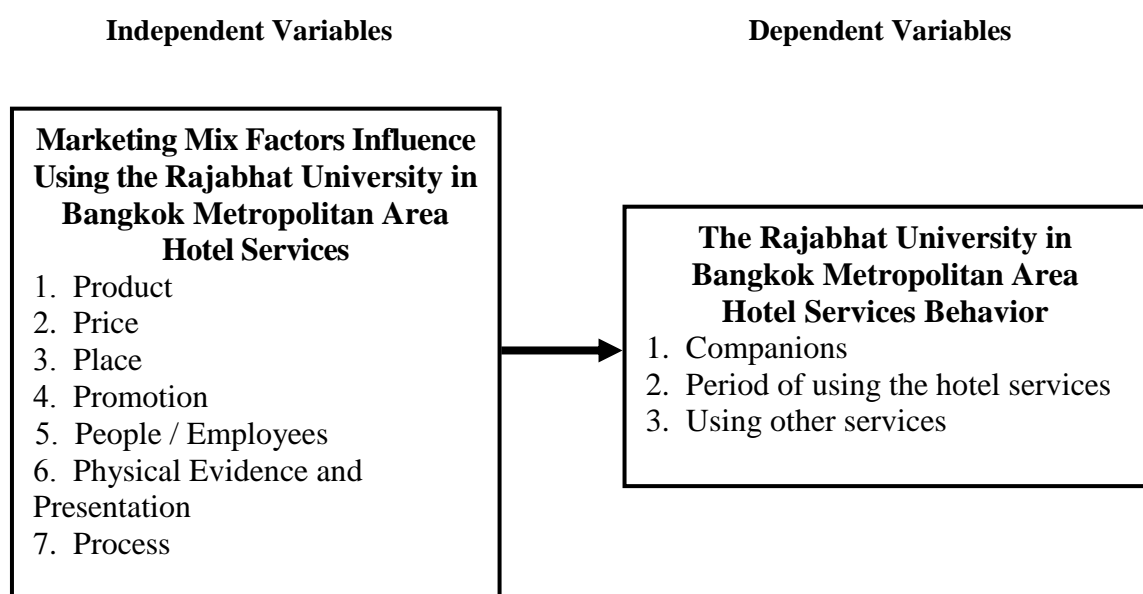 Independent Variables
Dependent Variables
Marketing Mix Factors Influence
Using the Rajabhat University in
Bangkok Metropolitan Area
Hotel Services
1. Product
2. Price
3. Place
4. Promotion
5. People / Employees
6. Physical Evidence and
Presentation
7. Process
The Rajabhat University in
Bangkok Metropolitan Area
Hotel Services Behavior
1. Companions
2. Period of using the hotel services
3. Using other services